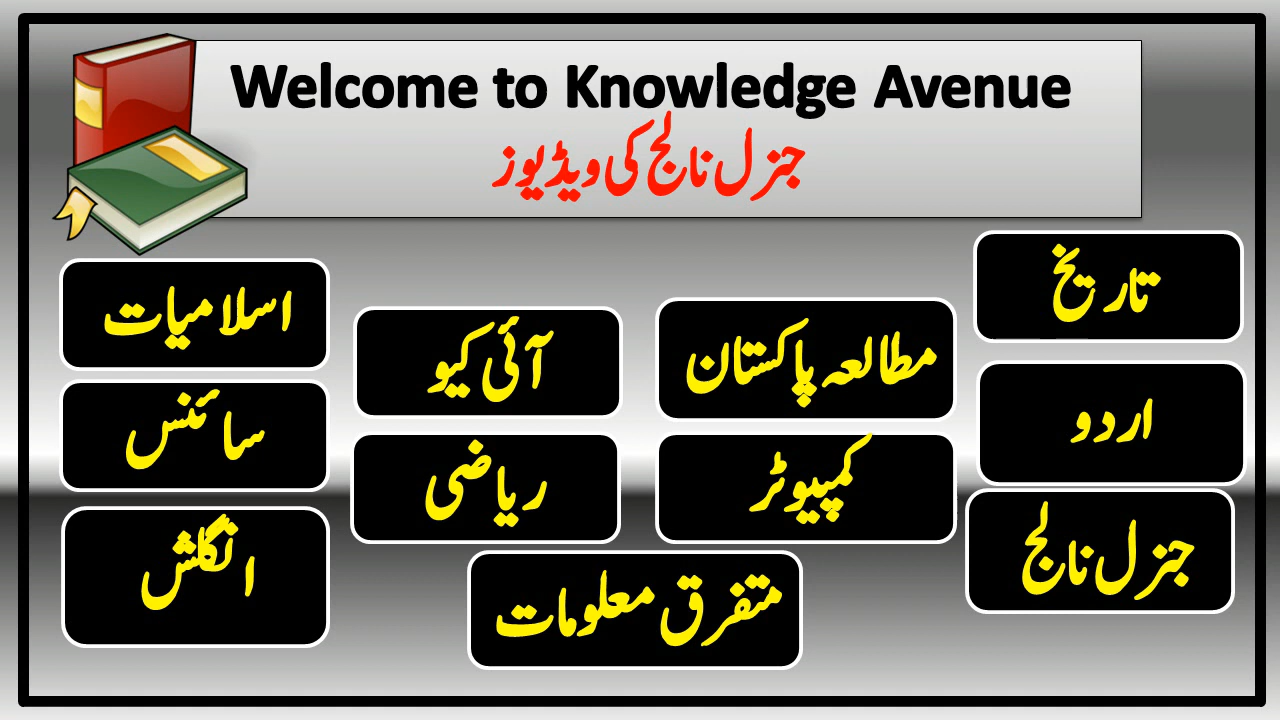 Welcome to Knowledge Avenue
جنرل نالج کی ویڈیوز
تاریخ
مطالعہ پاکستان
آئی کیو
اسلامیات
اردو
کمپیوٹر
ریاضی
سائنس
جنرل نالج
متفرق معلومات
انگلش